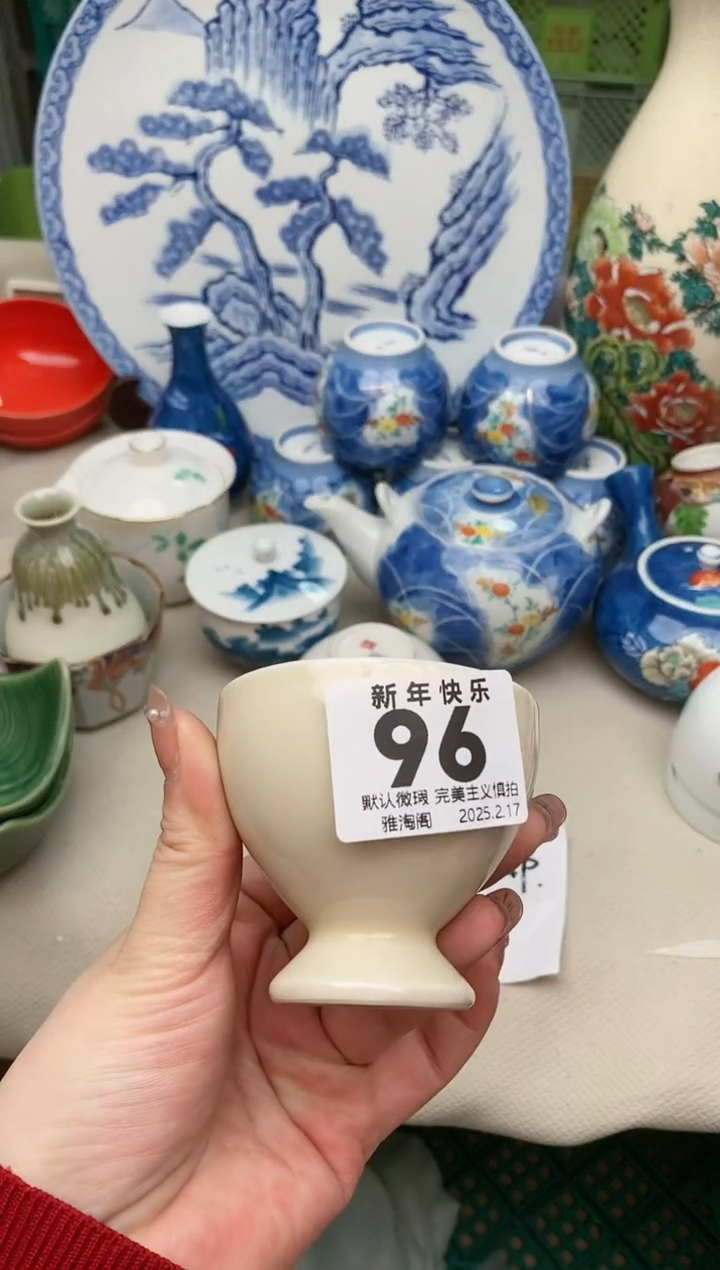 新年快乐
96
默认微瑕 完美主义慎拍
雅淘阁 2025.2.17